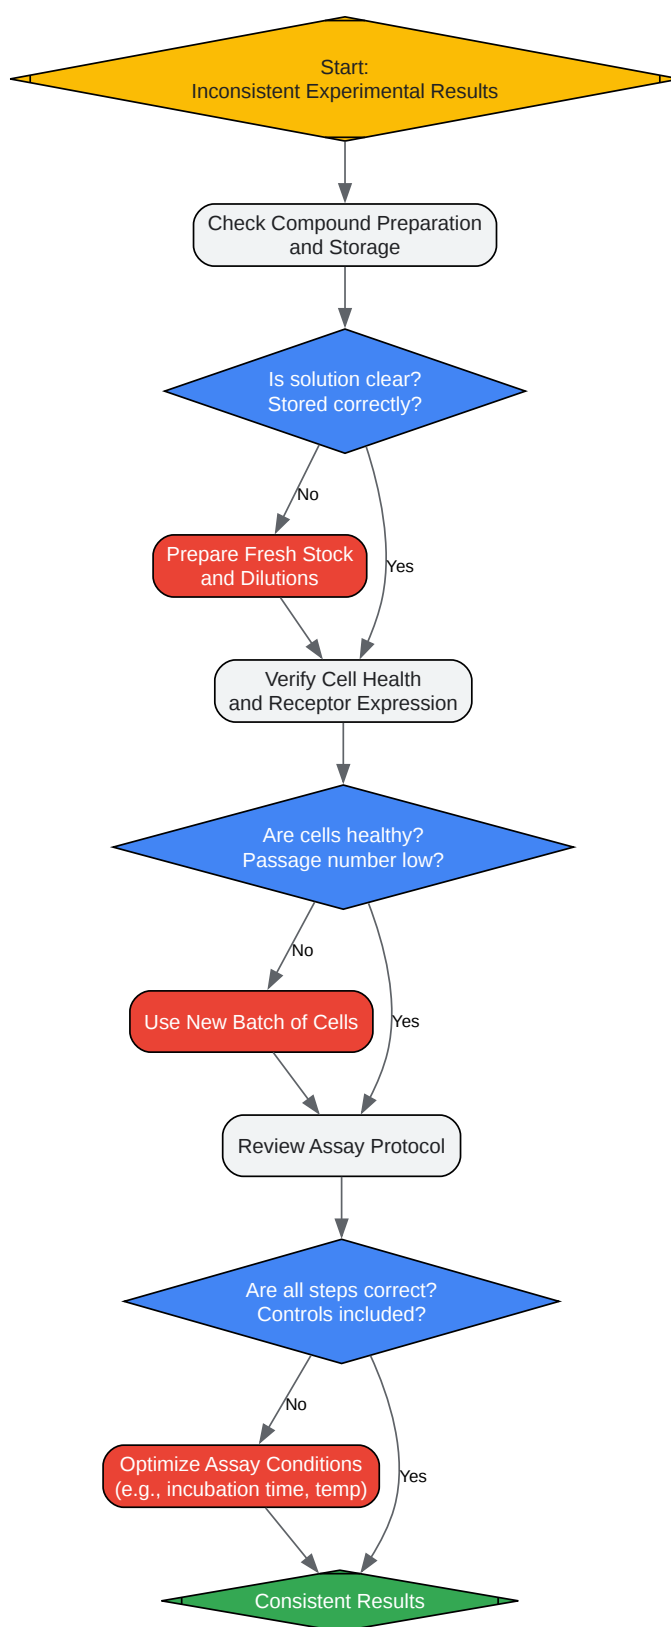 Start:
Inconsistent Experimental Results
Check Compound Preparation
and Storage
Is solution clear?
Stored correctly?
No
Prepare Fresh Stock
and Dilutions
Yes
Verify Cell Health
and Receptor Expression
Are cells healthy?
Passage number low?
No
Use New Batch of Cells
Yes
Review Assay Protocol
Are all steps correct?
Controls included?
No
Optimize Assay Conditions
(e.g., incubation time, temp)
Yes
Consistent Results